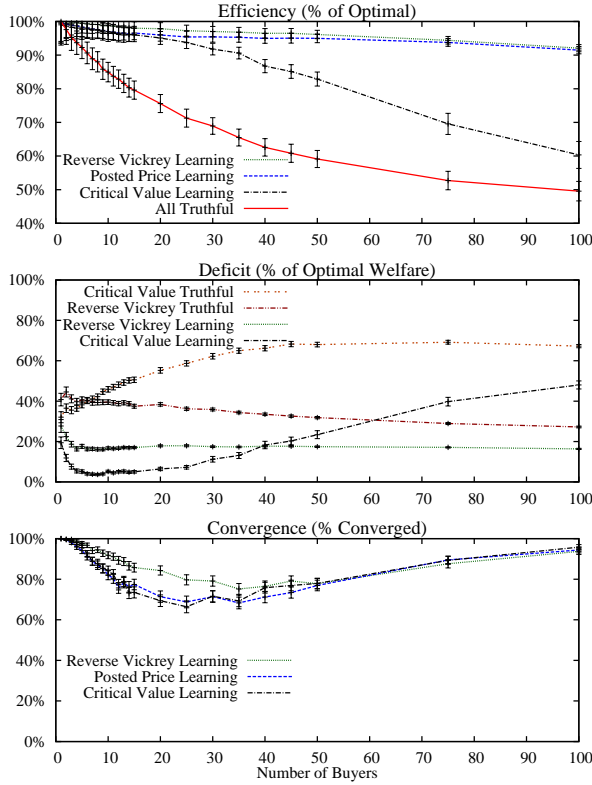 Efficiency (% of Optimal)
100%
90%
80%
70%
60%
50%
40%
Reverse Vickrey Learning
Posted Price Learning
Critical Value Learning
All Truthful
0 10 20 30 40 50 60 70 80 90 100
Deficit (% of Optimal Welfare)
100%
80%
60%
40%
20%
0%
Critical Value Truthful
Reverse Vickrey Truthful
Reverse Vickrey Learning
Critical Value Learning
0 10 20 30 40 50 60 70 80 90 100
Convergence (% Converged)
100%
80%
60%
40%
20%
0%
Reverse Vickrey Learning
Posted Price Learning
Critical Value Learning
0 10 20 30 40 50 60 70 80 90 100
Number of Buyers